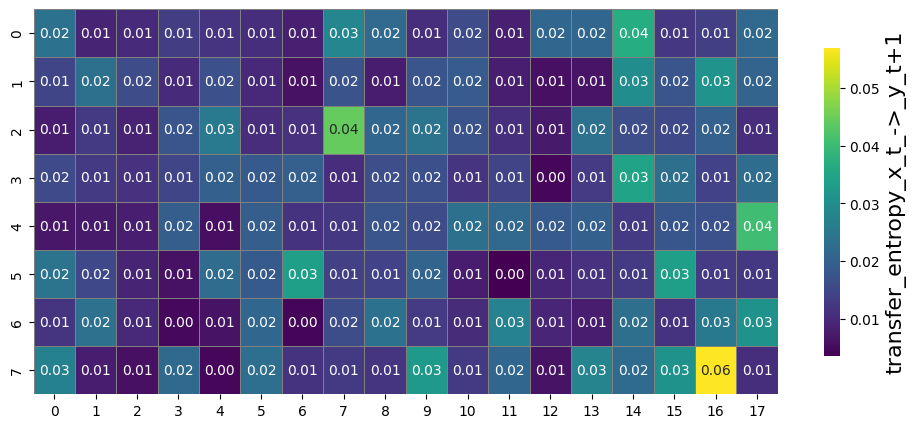 0 0.02 0.01 0.01 0.01 0.01 0.01 0.01 0.03 0.02 0.01 0.02 0.01 0.02 0.02 0.04 0.01 0.01 0.02
1 0.01 0.02 0.02 0.01 0.02 0.01 0.01 0.02 0.01 0.02 0.02 0.01 0.01 0.01 0.03 0.02 0.03 0.02
2 0.01 0.01 0.01 0.02 0.03 0.01 0.01 0.04 0.02 0.02 0.02 0.01 0.01 0.02 0.02 0.02 0.02 0.01
3 0.02 0.01 0.01 0.01 0.02 0.02 0.02 0.01 0.02 0.02 0.01 0.02 0.00 0.01 0.03 0.02 0.01 0.02
4 0.01 0.01 0.01 0.02 0.01 0.02 0.01 0.01 0.02 0.01 0.02 0.02 0.02 0.02 0.01 0.02 0.02 0.04
5 0.02 0.02 0.01 0.01 0.02 0.02 0.03 0.01 0.01 0.02 0.01 0.00 0.01 0.01 0.01 0.03 0.01 0.01
6 0.01 0.02 0.01 0.00 0.01 0.02 0.00 0.02 0.02 0.01 0.01 0.03 0.01 0.01 0.02 0.01 0.03 0.03
7 0.03 0.01 0.01 0.02 0.00 0.02 0.01 0.01 0.01 0.03 0.01 0.02 0.01 0.03 0.02 0.03 0.06 0.01
0 1 2 3 4 5 6 7 8 9 10 11 12 13 14 15 16 17
0.05
0.04
0.03
0.02
0.01
transfer_entropy_x_t_->_y_t+1